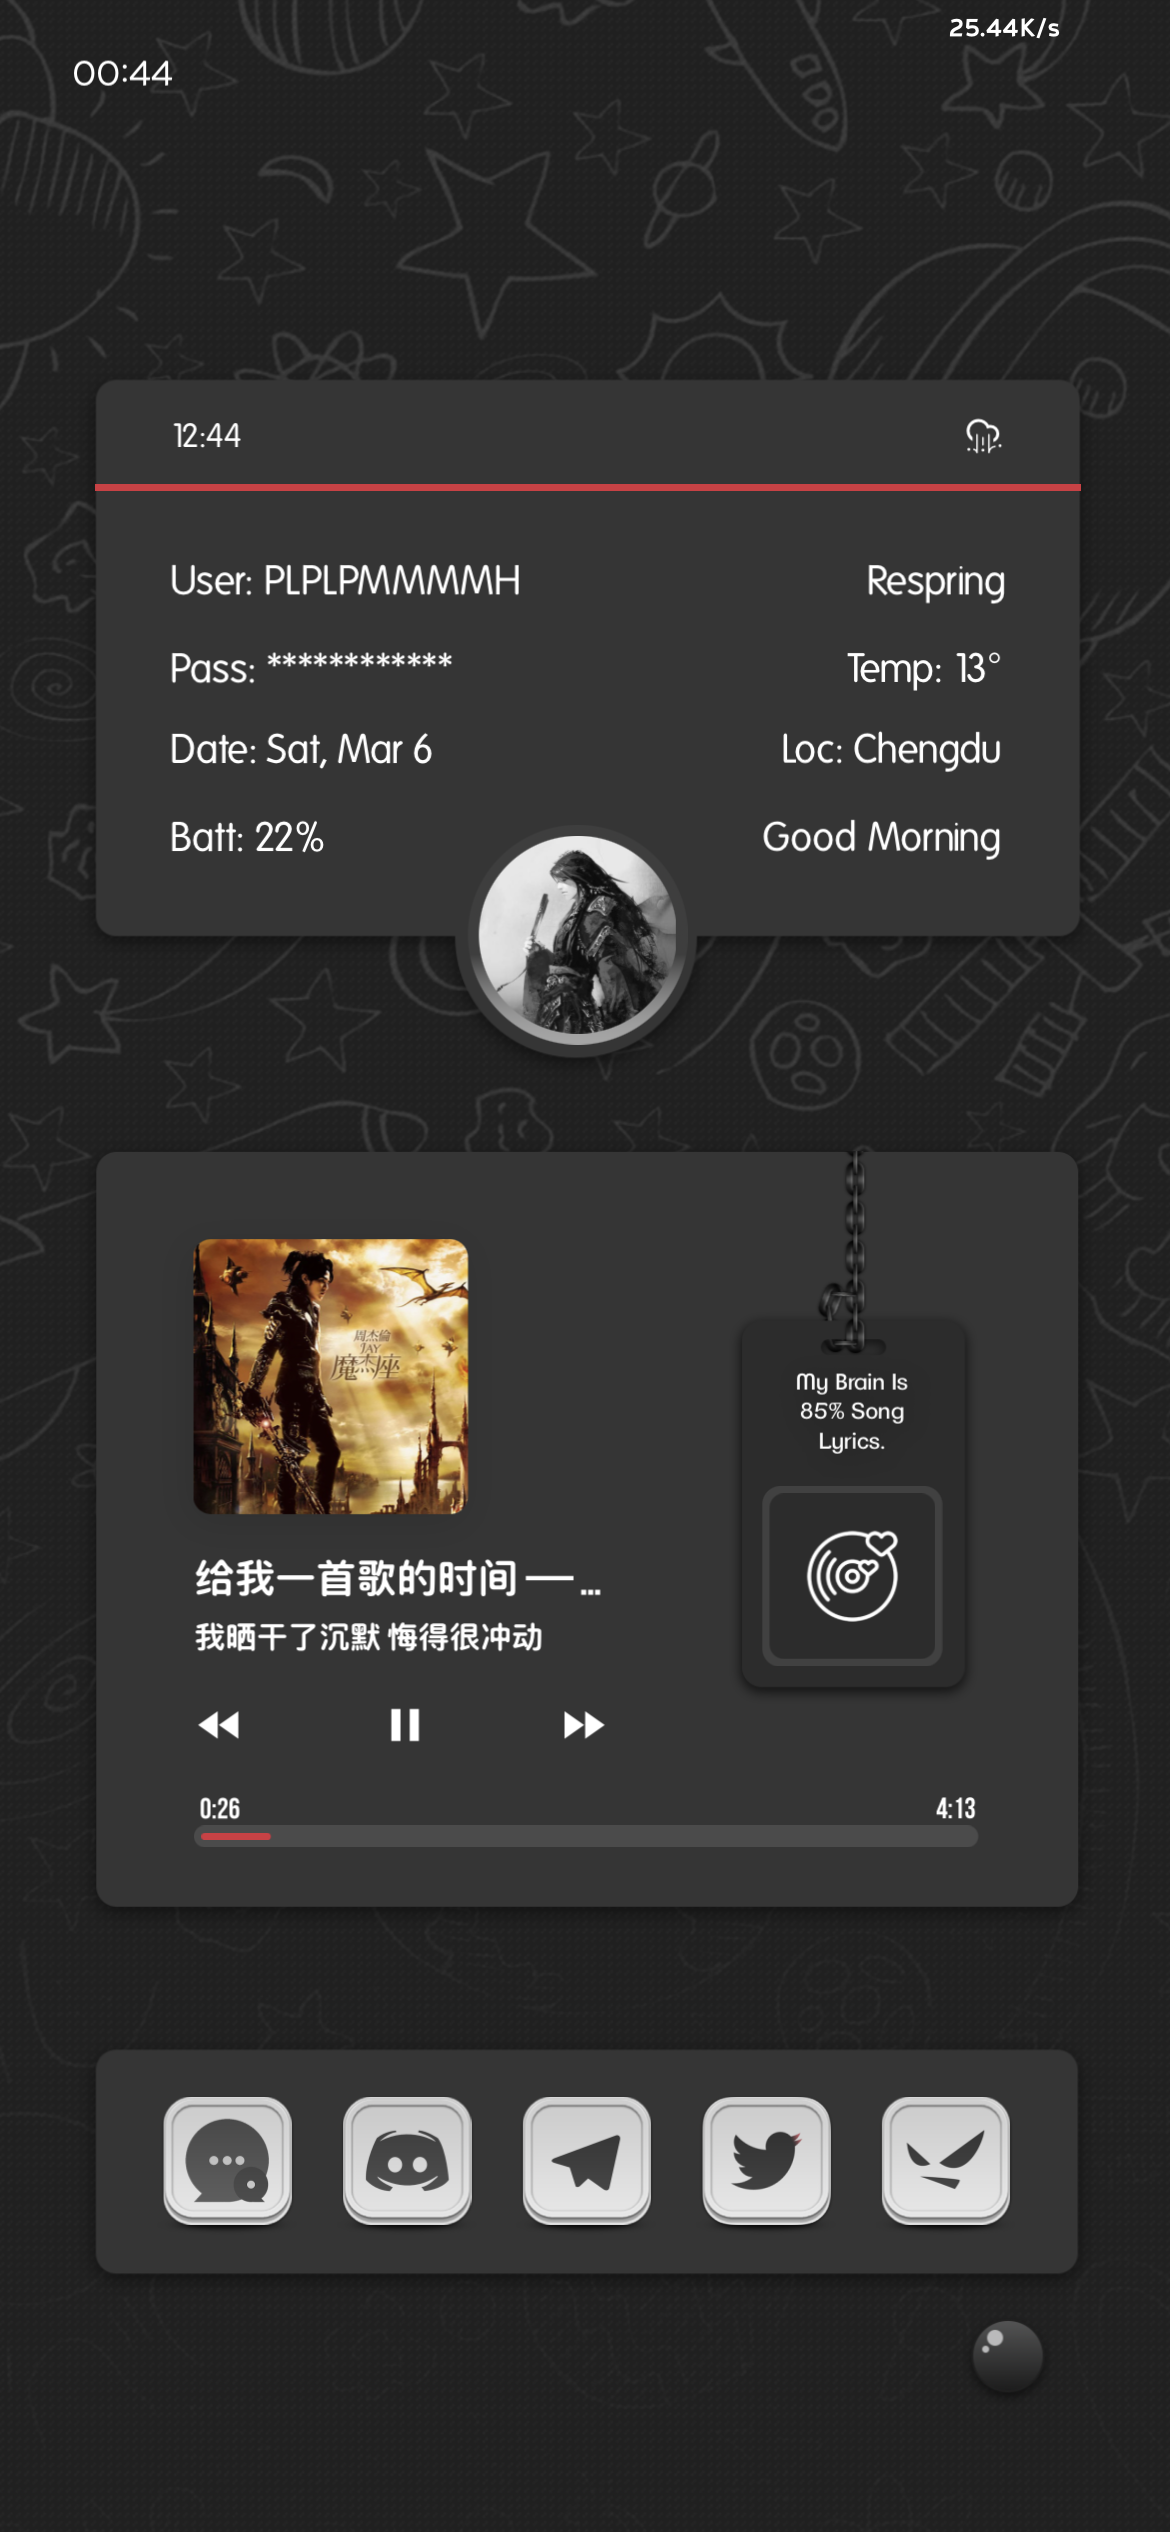 25.44K/s
00:44
12:44
User: PLPLPMMMMH
Respring
Pass: ************
Temp: 13°
Date: Sat, Mar 6
Loc: Chengdu
Batt: 22%
Good Morning
周杰倫
JAY
魔杰座
My Brain Is
85% Song
Lyrics.
给我一首歌的时间 — ...
我晒干了沉默 悔得很冲动
0:26
4:13